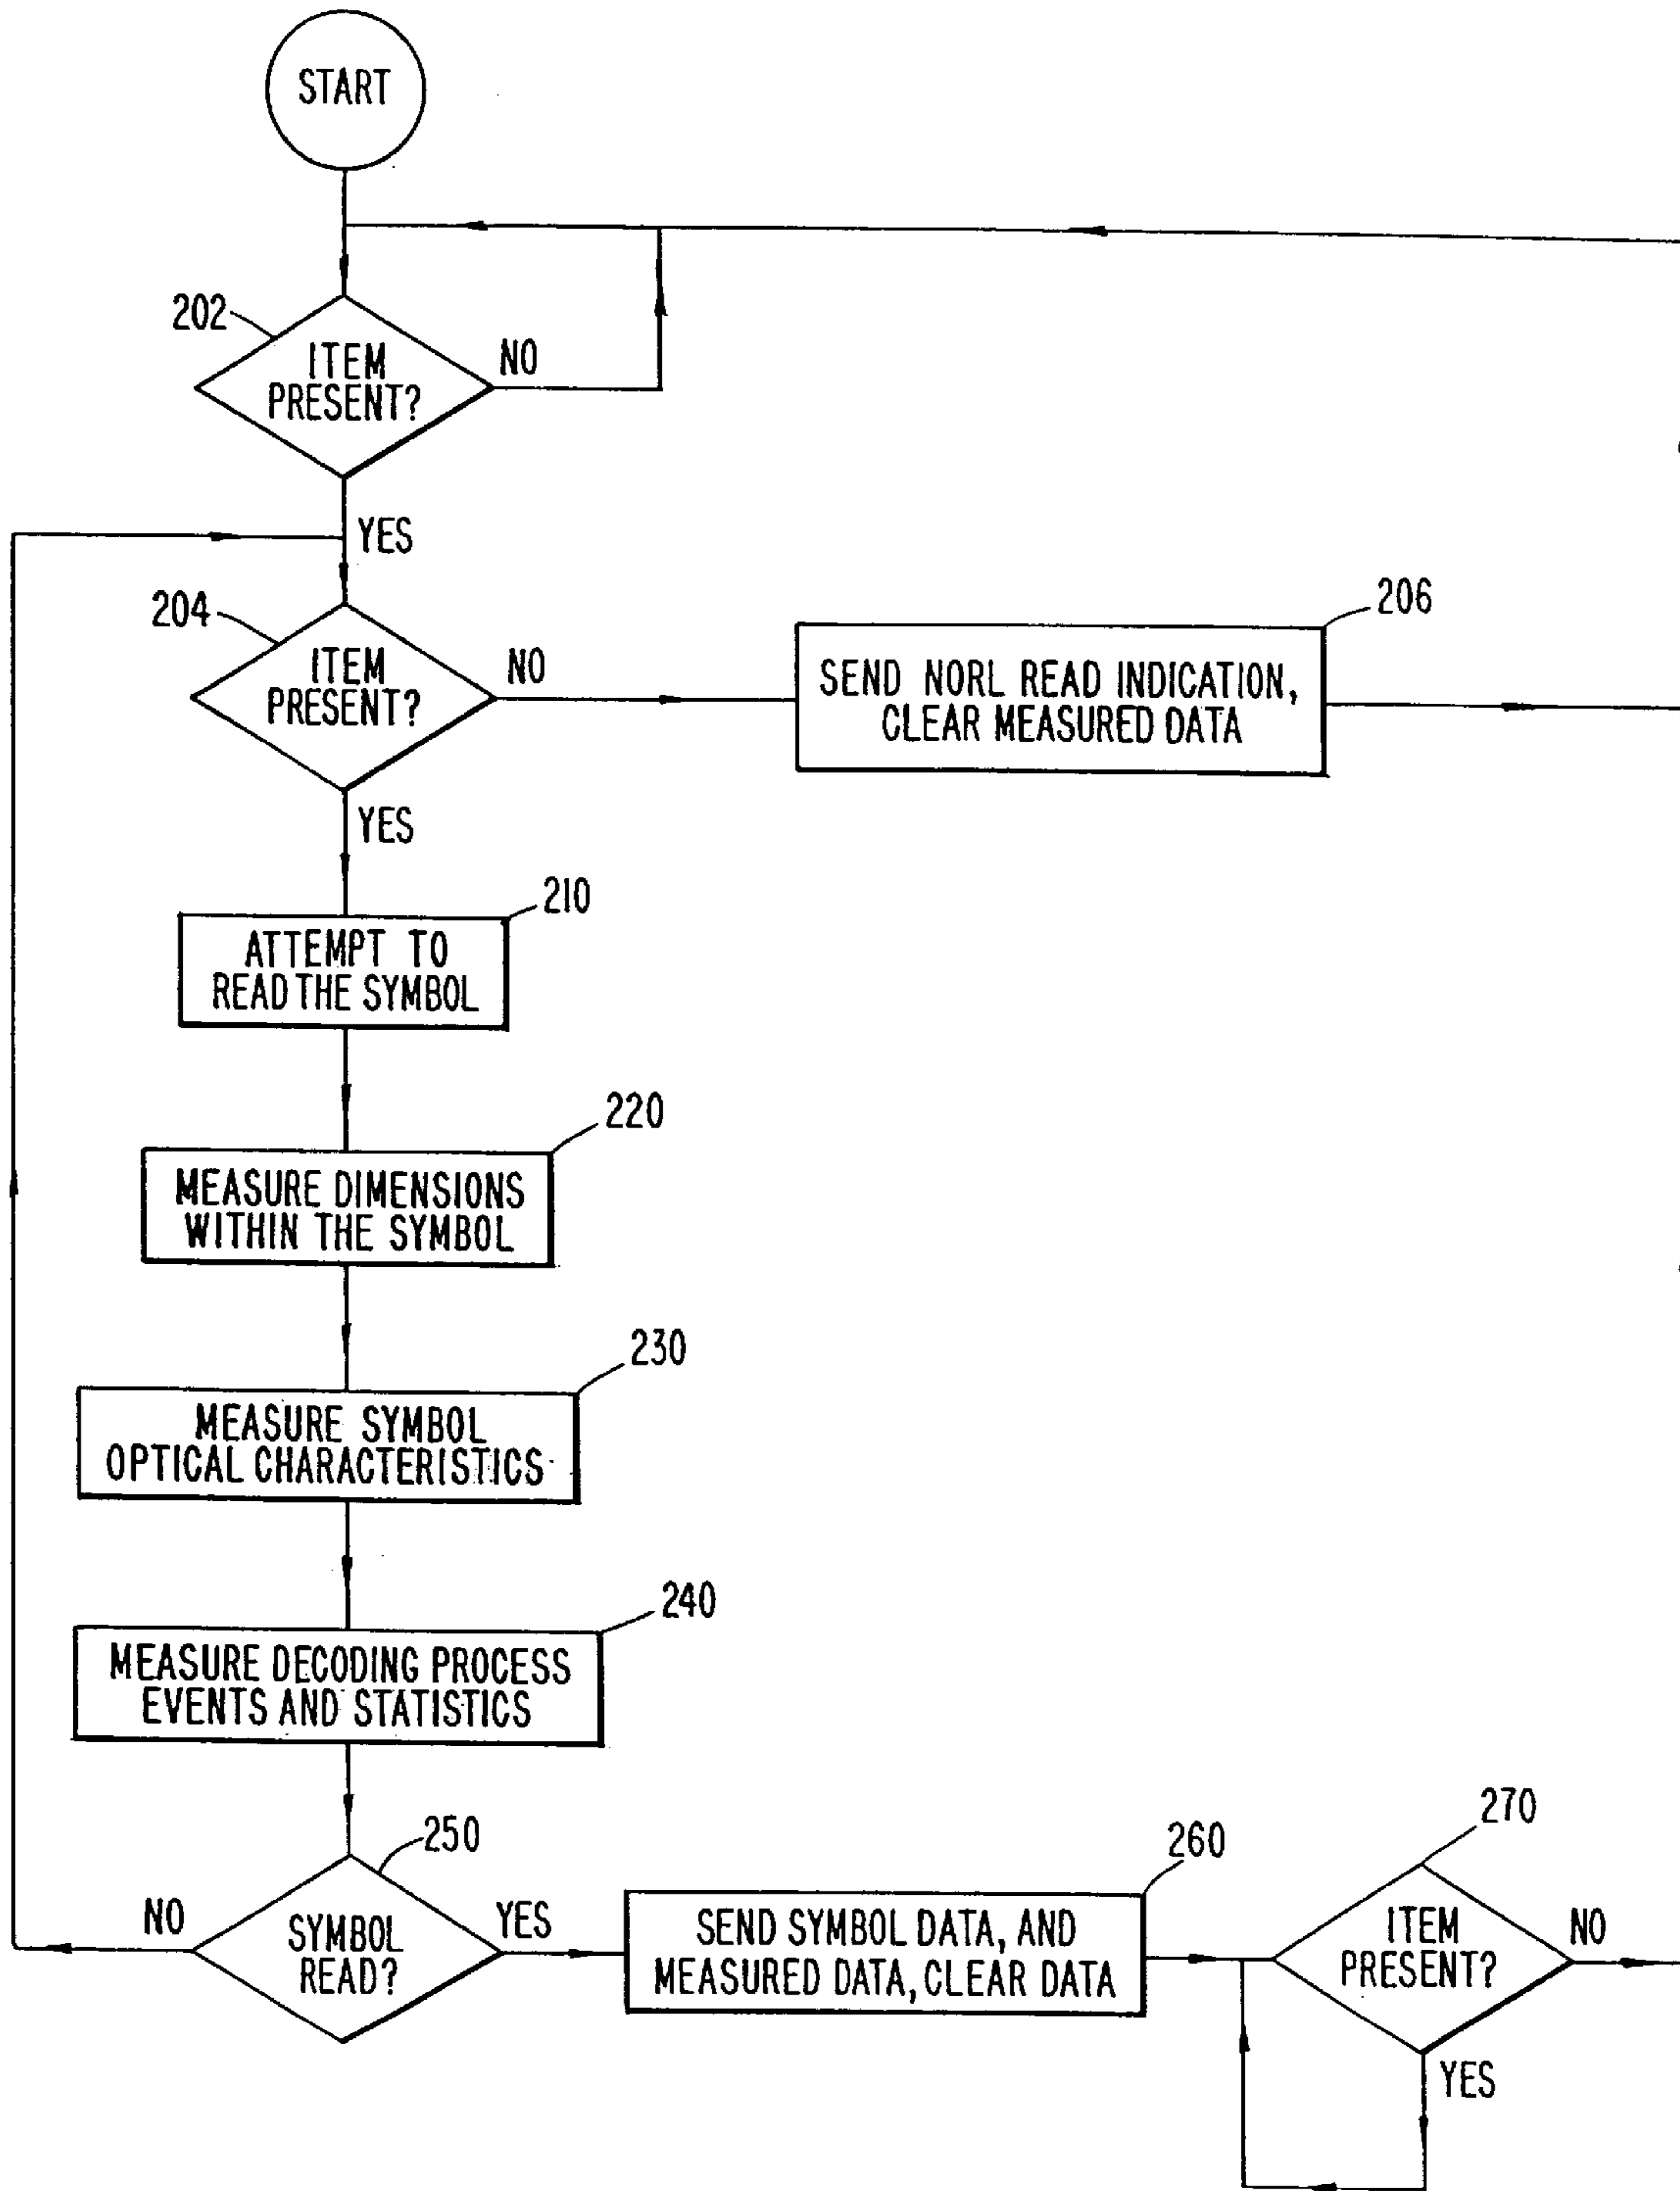 START
202
ITEM
PRESENT?
NO
YES
204
ITEM
PRESENT?
NO
206
SEND NORL READ INDICATION,
CLEAR MEASURED DATA
YES
210
ATTEMPT TO
READ THE SYMBOL
220
MEASURE DIMENSIONS
WITHIN THE SYMBOL
230
MEASURE SYMBOL
OPTICAL CHARACTERISTICS
240
MEASURE DECODING PROCESS
EVENTS AND STATISTICS
250
NO
SYMBOL
READ?
YES
260
SEND SYMBOL DATA, AND
MEASURED DATA, CLEAR DATA
270
ITEM
PRESENT?
NO
YES